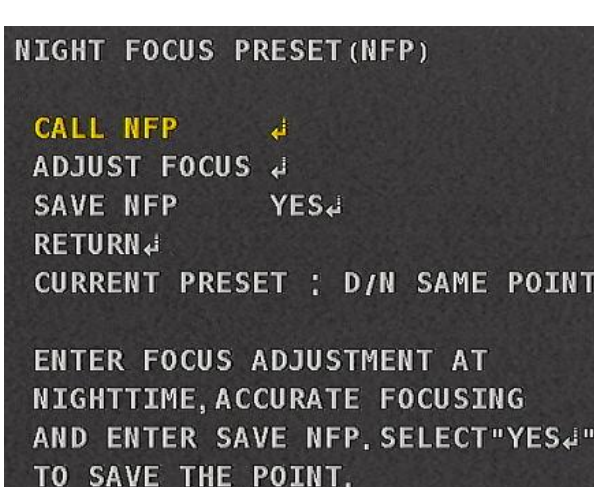 NIGHT FOCUS PRESET(NFP)
CALL NFP ↲
ADJUST FOCUS ↲
SAVE NFP YES↲
RETURN↲
CURRENT PRESET : D/N SAME POINT
ENTER FOCUS ADJUSTMENT AT
NIGHTTIME,ACCURATE FOCUSING
AND ENTER SAVE NFP.SELECT"YES↲"
TO SAVE THE POINT.